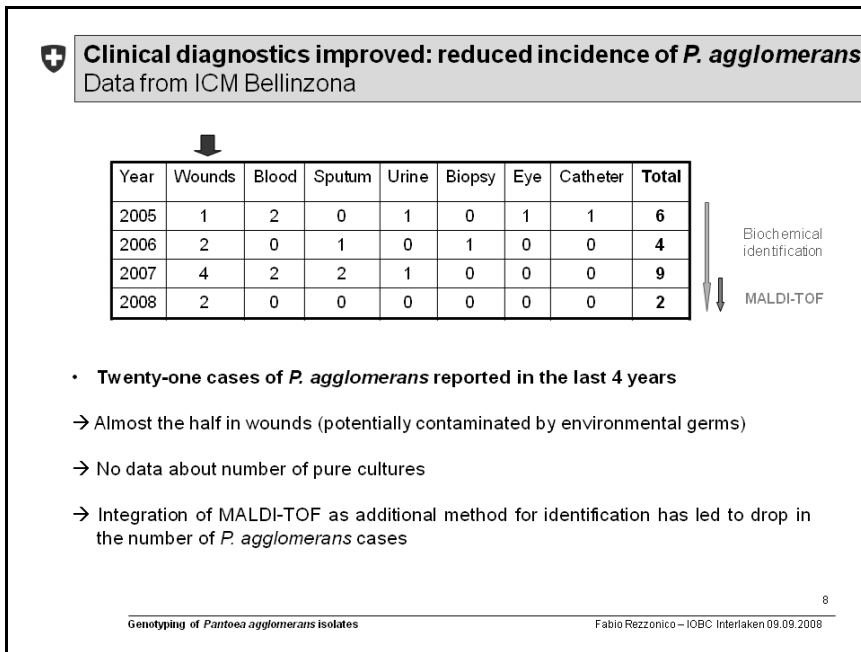 Clinical diagnostics improved: reduced incidence of P. agglomerans
Data from ICM Bellinzona
Year Wounds Blood Sputum Urine Biopsy Eye Catheter Total
2005 1 2 0 1 0 1 1 6
2006 2 0 1 0 1 0 0 4
2007 4 2 2 1 0 0 0 9
2008 2 0 0 0 0 0 0 2
Biochemical
identification
MALDI-TOF
• Twenty-one cases of P. agglomerans reported in the last 4 years
→ Almost the half in wounds (potentially contaminated by environmental germs)
→ No data about number of pure cultures
→ Integration of MALDI-TOF as additional method for identification has led to drop in
the number of P. agglomerans cases
8
Genotyping of Pantoea agglomerans isolates Fabio Rezzonico – IOBC Interlaken 09.09.2008